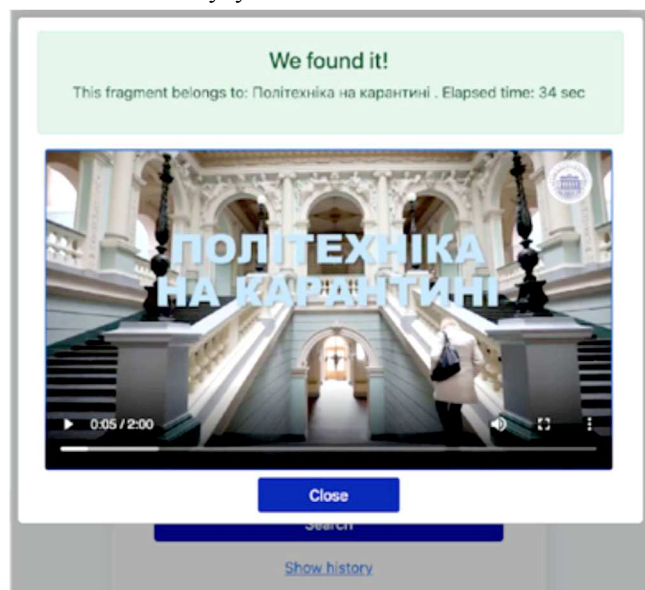 We found it!
This fragment belongs to: Політехніка на карантині . Elapsed time: 34 sec
ПОЛІТЕХНІКА
НА КАРАНТИНІ
0:05 / 2:00
Close
Search
Show history